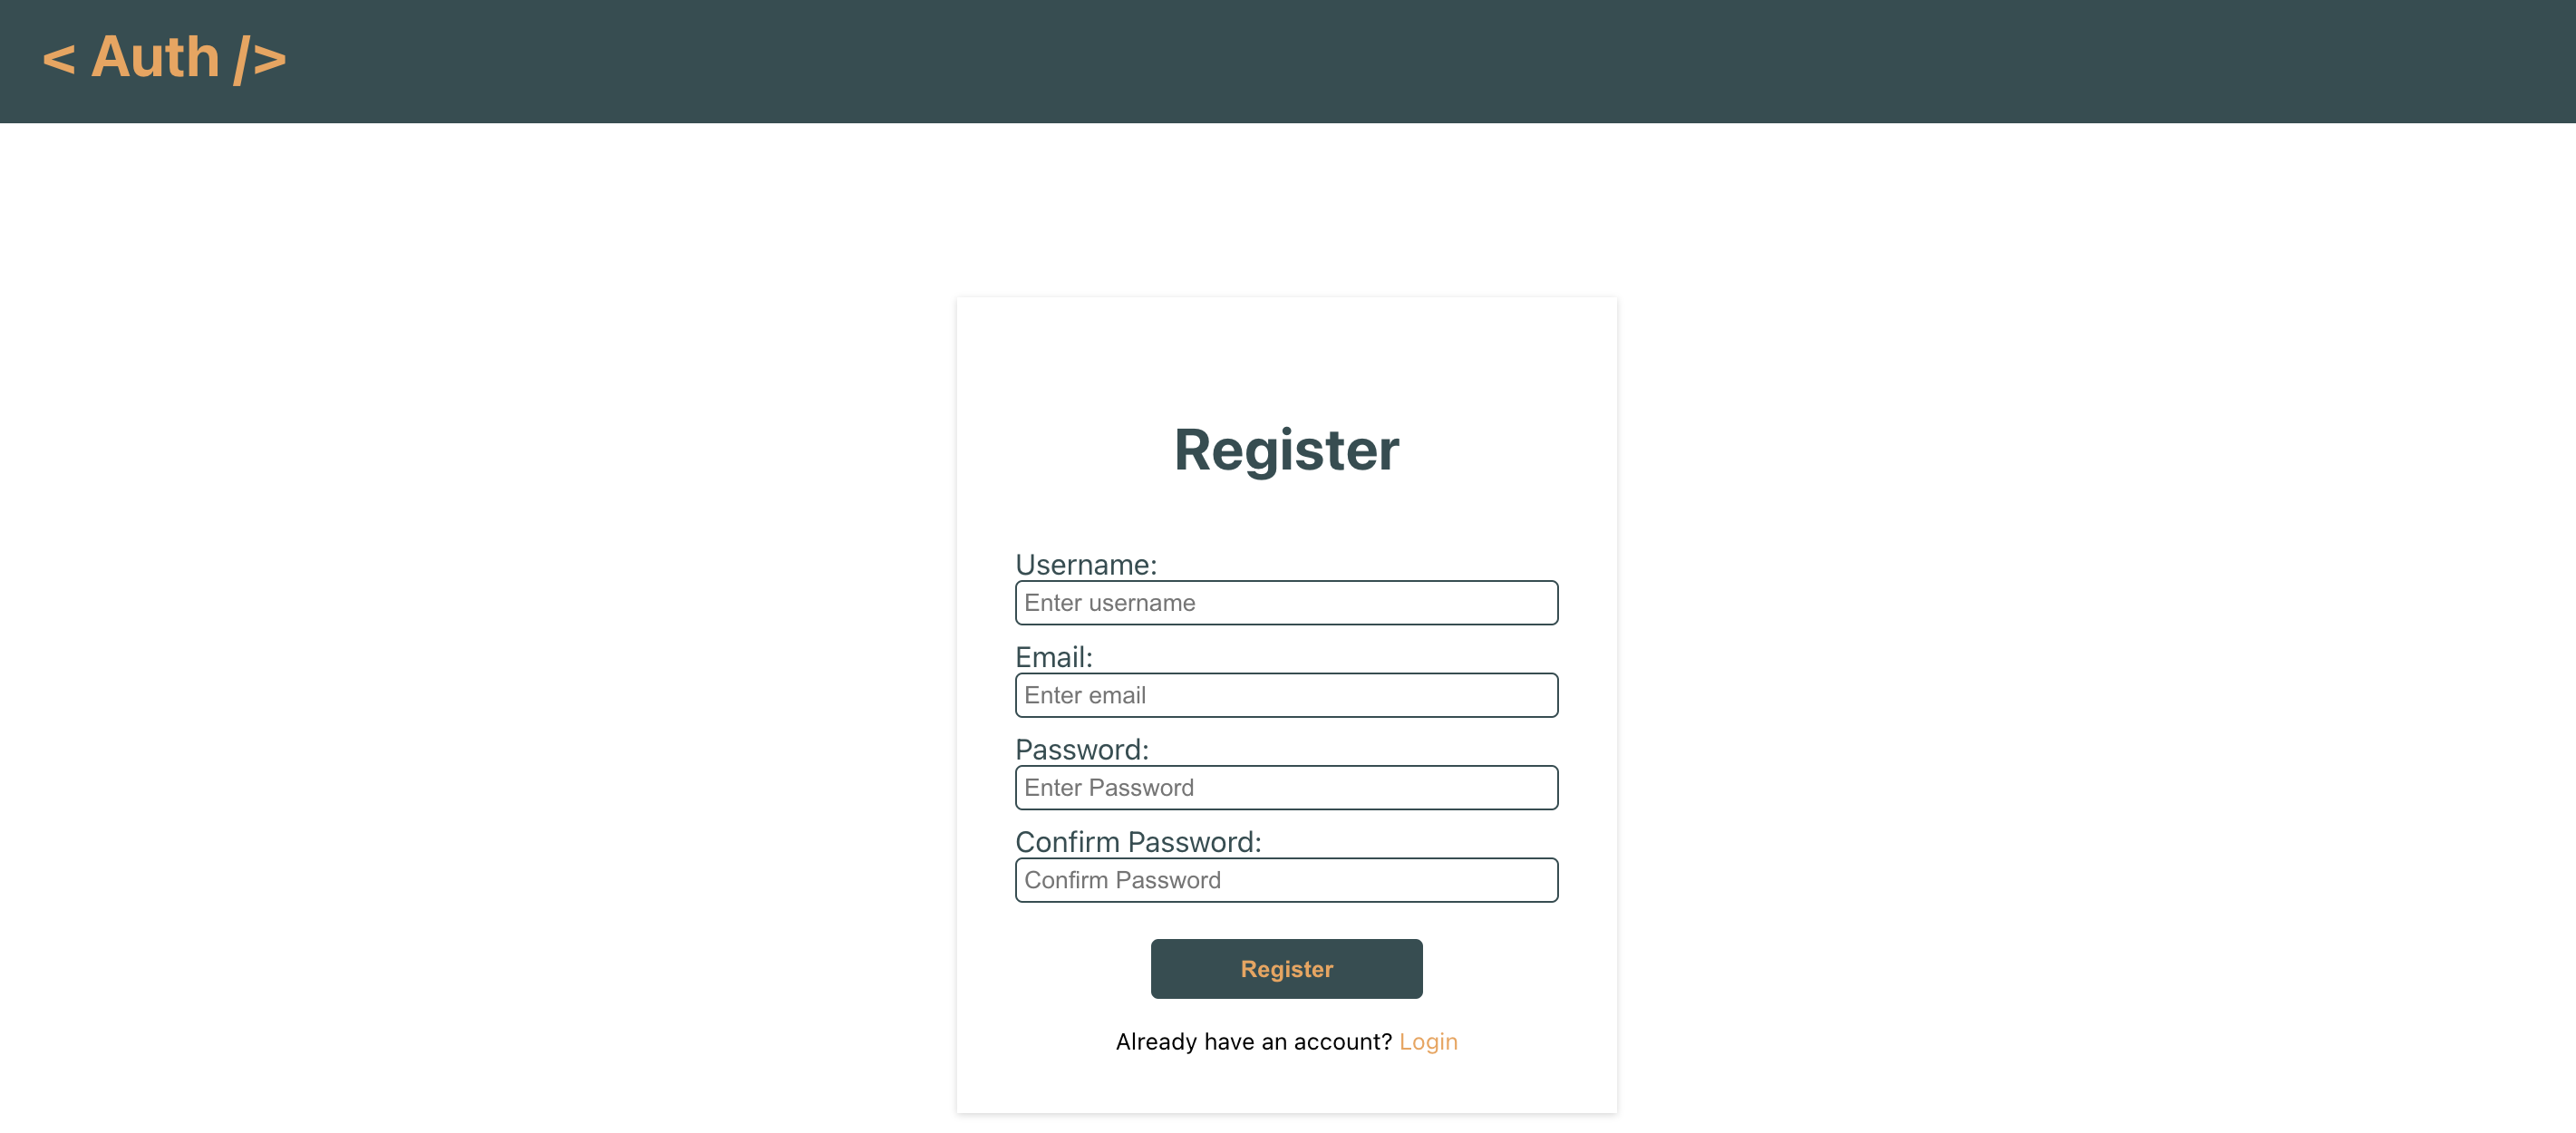 < Auth />
Register
Username:
Enter username
Email:
Enter email
Password:
Enter Password
Confirm Password:
Confirm Password
Register
Already have an account? Login